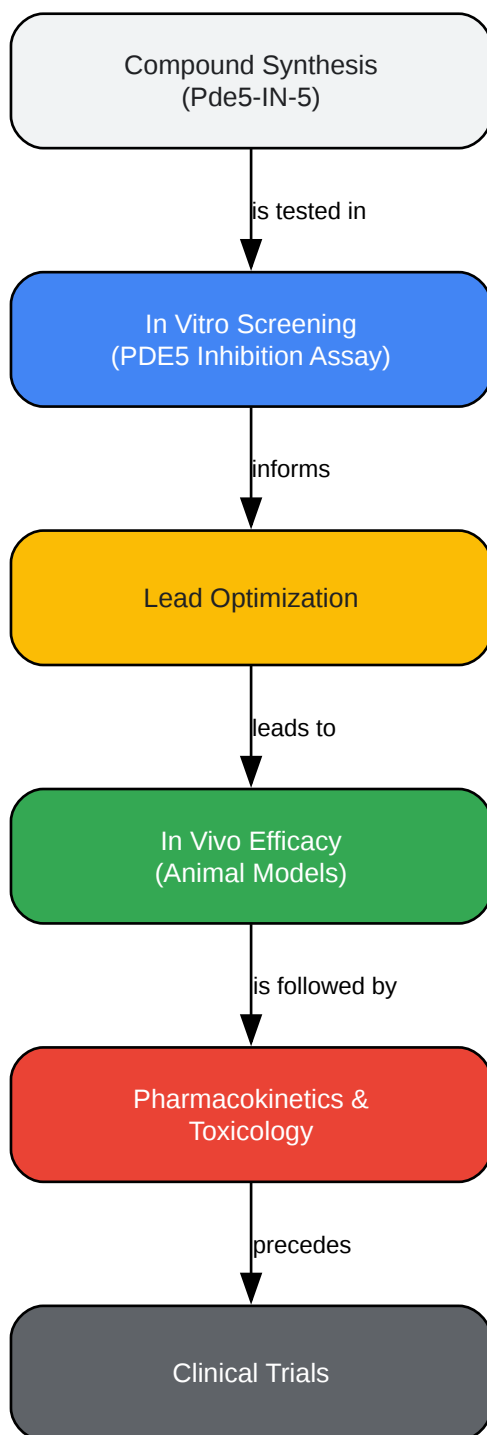 Compound Synthesis
(Pde5-IN-5)
is tested in
In Vitro Screening
(PDE5 Inhibition Assay)
informs
Lead Optimization
leads to
In Vivo Efficacy
(Animal Models)
is followed by
Pharmacokinetics &
Toxicology
precedes
Clinical Trials